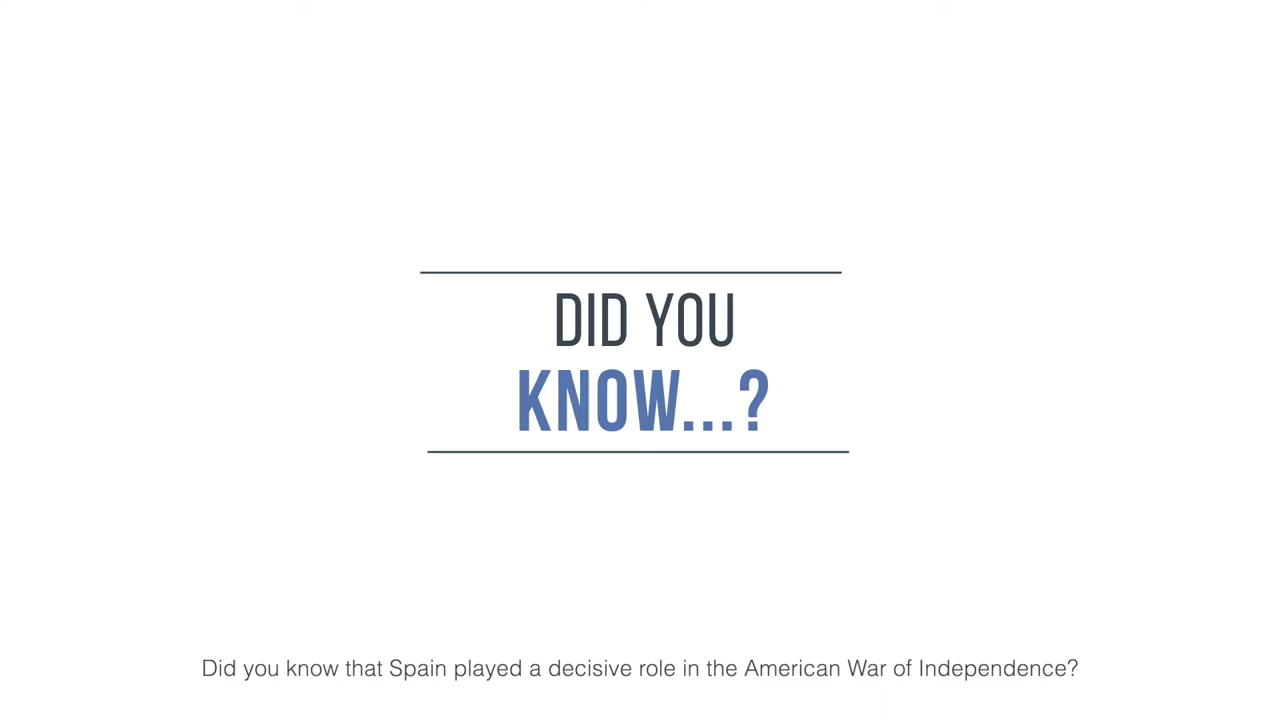 DID YOU
KNOW...?
Did you know that Spain played a decisive role in the American War of Independence?